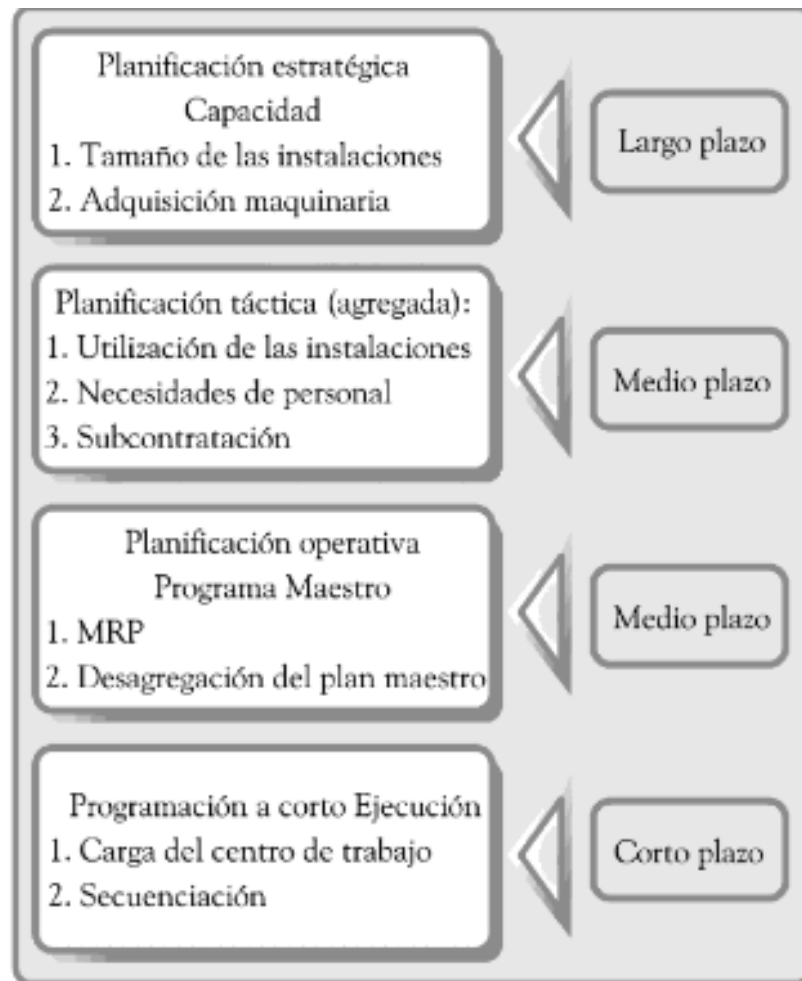 Planificación estratégica
Capacidad
1. Tamaño de las instalaciones
2. Adquisición maquinaria
Largo plazo
Planificación táctica (agregada):
1. Utilización de las instalaciones
2. Necesidades de personal
3. Subcontratación
Medio plazo
Planificación operativa
Programa Maestro
1. MRP
2. Desagregación del plan maestro
Medio plazo
Programación a corto Ejecución
1. Carga del centro de trabajo
2. Secuenciación
Corto plazo